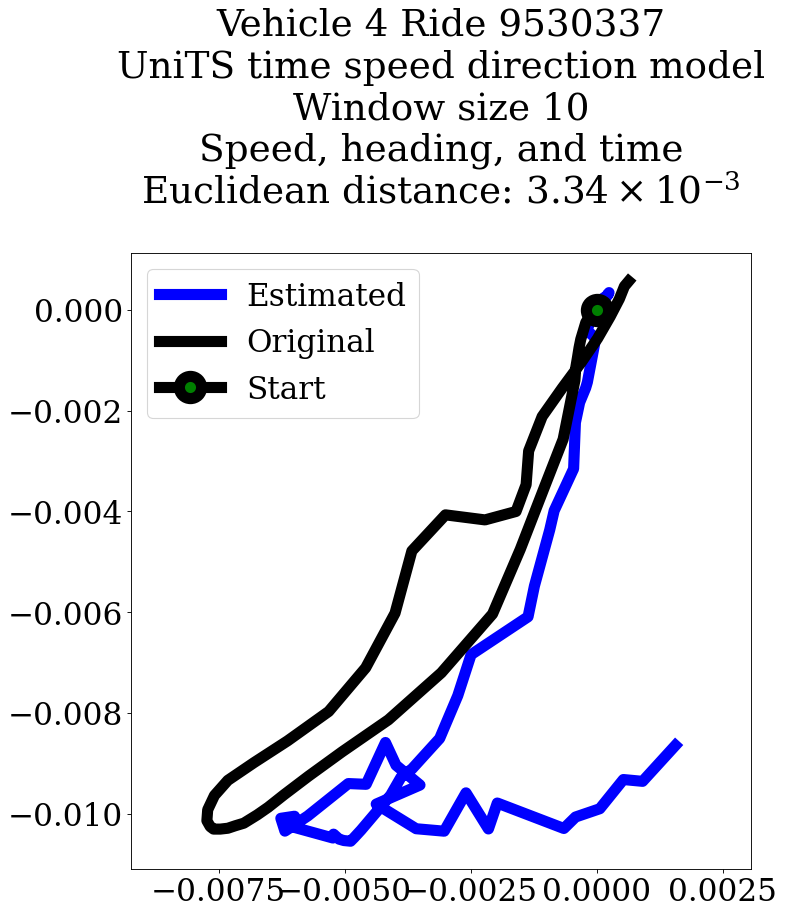 Vehicle 4 Ride 9530337
UniTS time speed direction model
Window size 10
Speed, heading, and time
Euclidean distance: 3.34 × 10⁻³
Estimated
Original
Start
0.000
−0.002
−0.004
−0.006
−0.008
−0.010
−0.0075 −0.0050 −0.0025 0.0000 0.0025